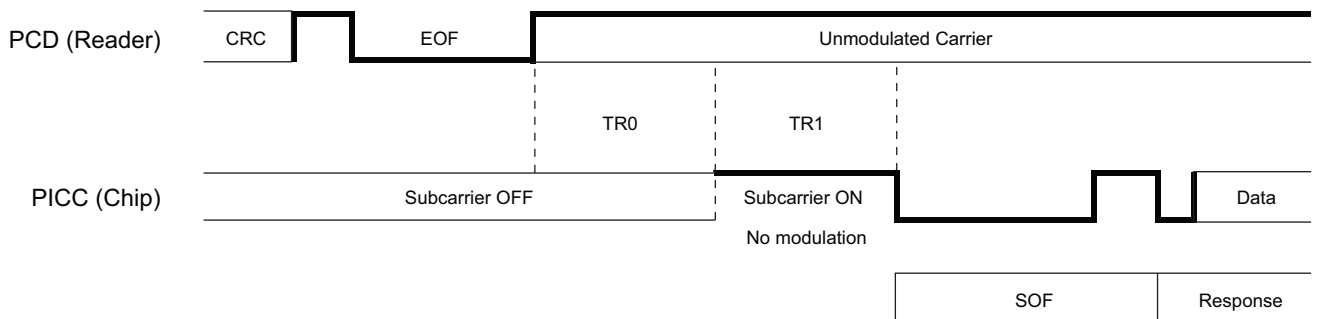 PCD (Reader) CRC EOF Unmodulated Carrier
TR0 TR1
PICC (Chip) Subcarrier OFF Subcarrier ON Data
No modulation
SOF Response